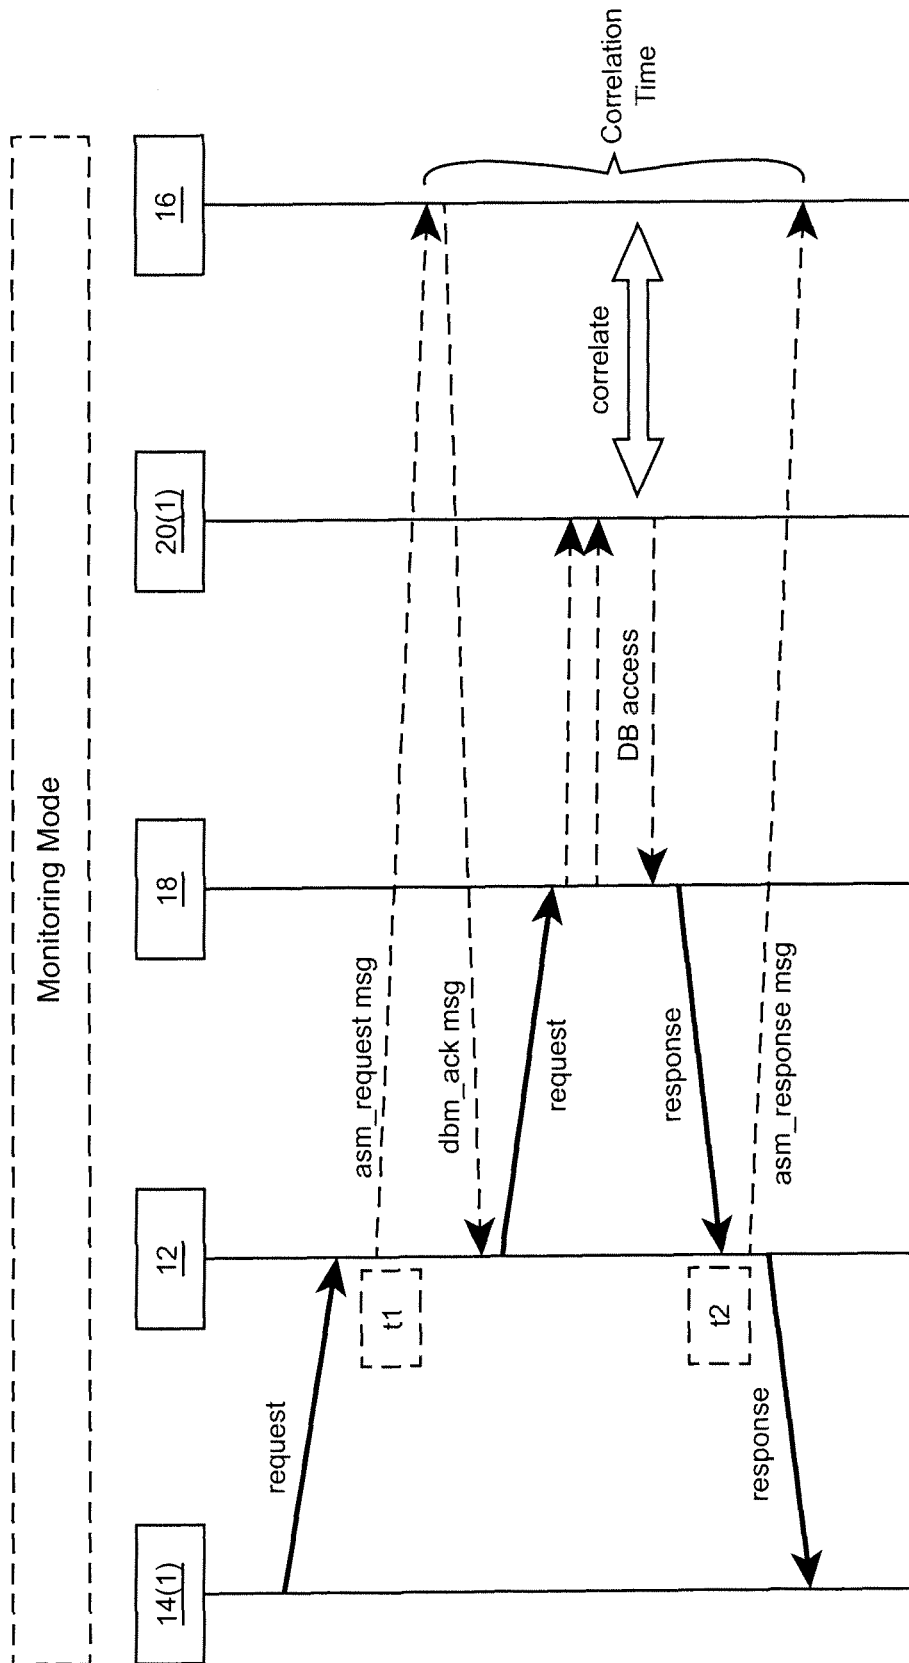 Monitoring Mode
14(1)
12
18
20(1)
16
request
t1
asm_request msg
dbm_ack msg
request
DB access
correlate
Correlation
Time
response
t2
asm_response msg
response